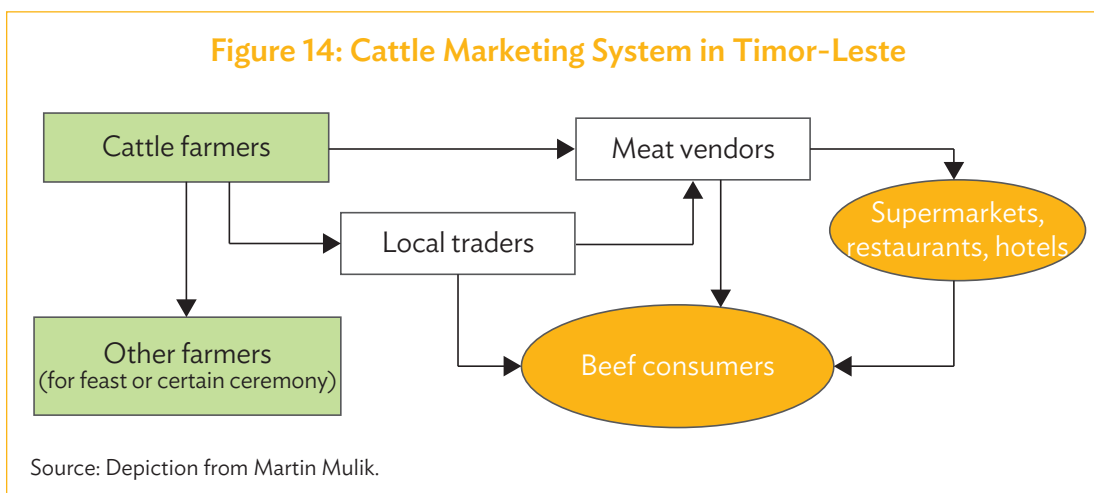 Figure 14: Cattle Marketing System in Timor-Leste
Cattle farmers
Meat vendors
Local traders
Supermarkets,
restaurants, hotels
Other farmers
(for feast or certain ceremony)
Beef consumers
Source: Depiction from Martin Mulik.